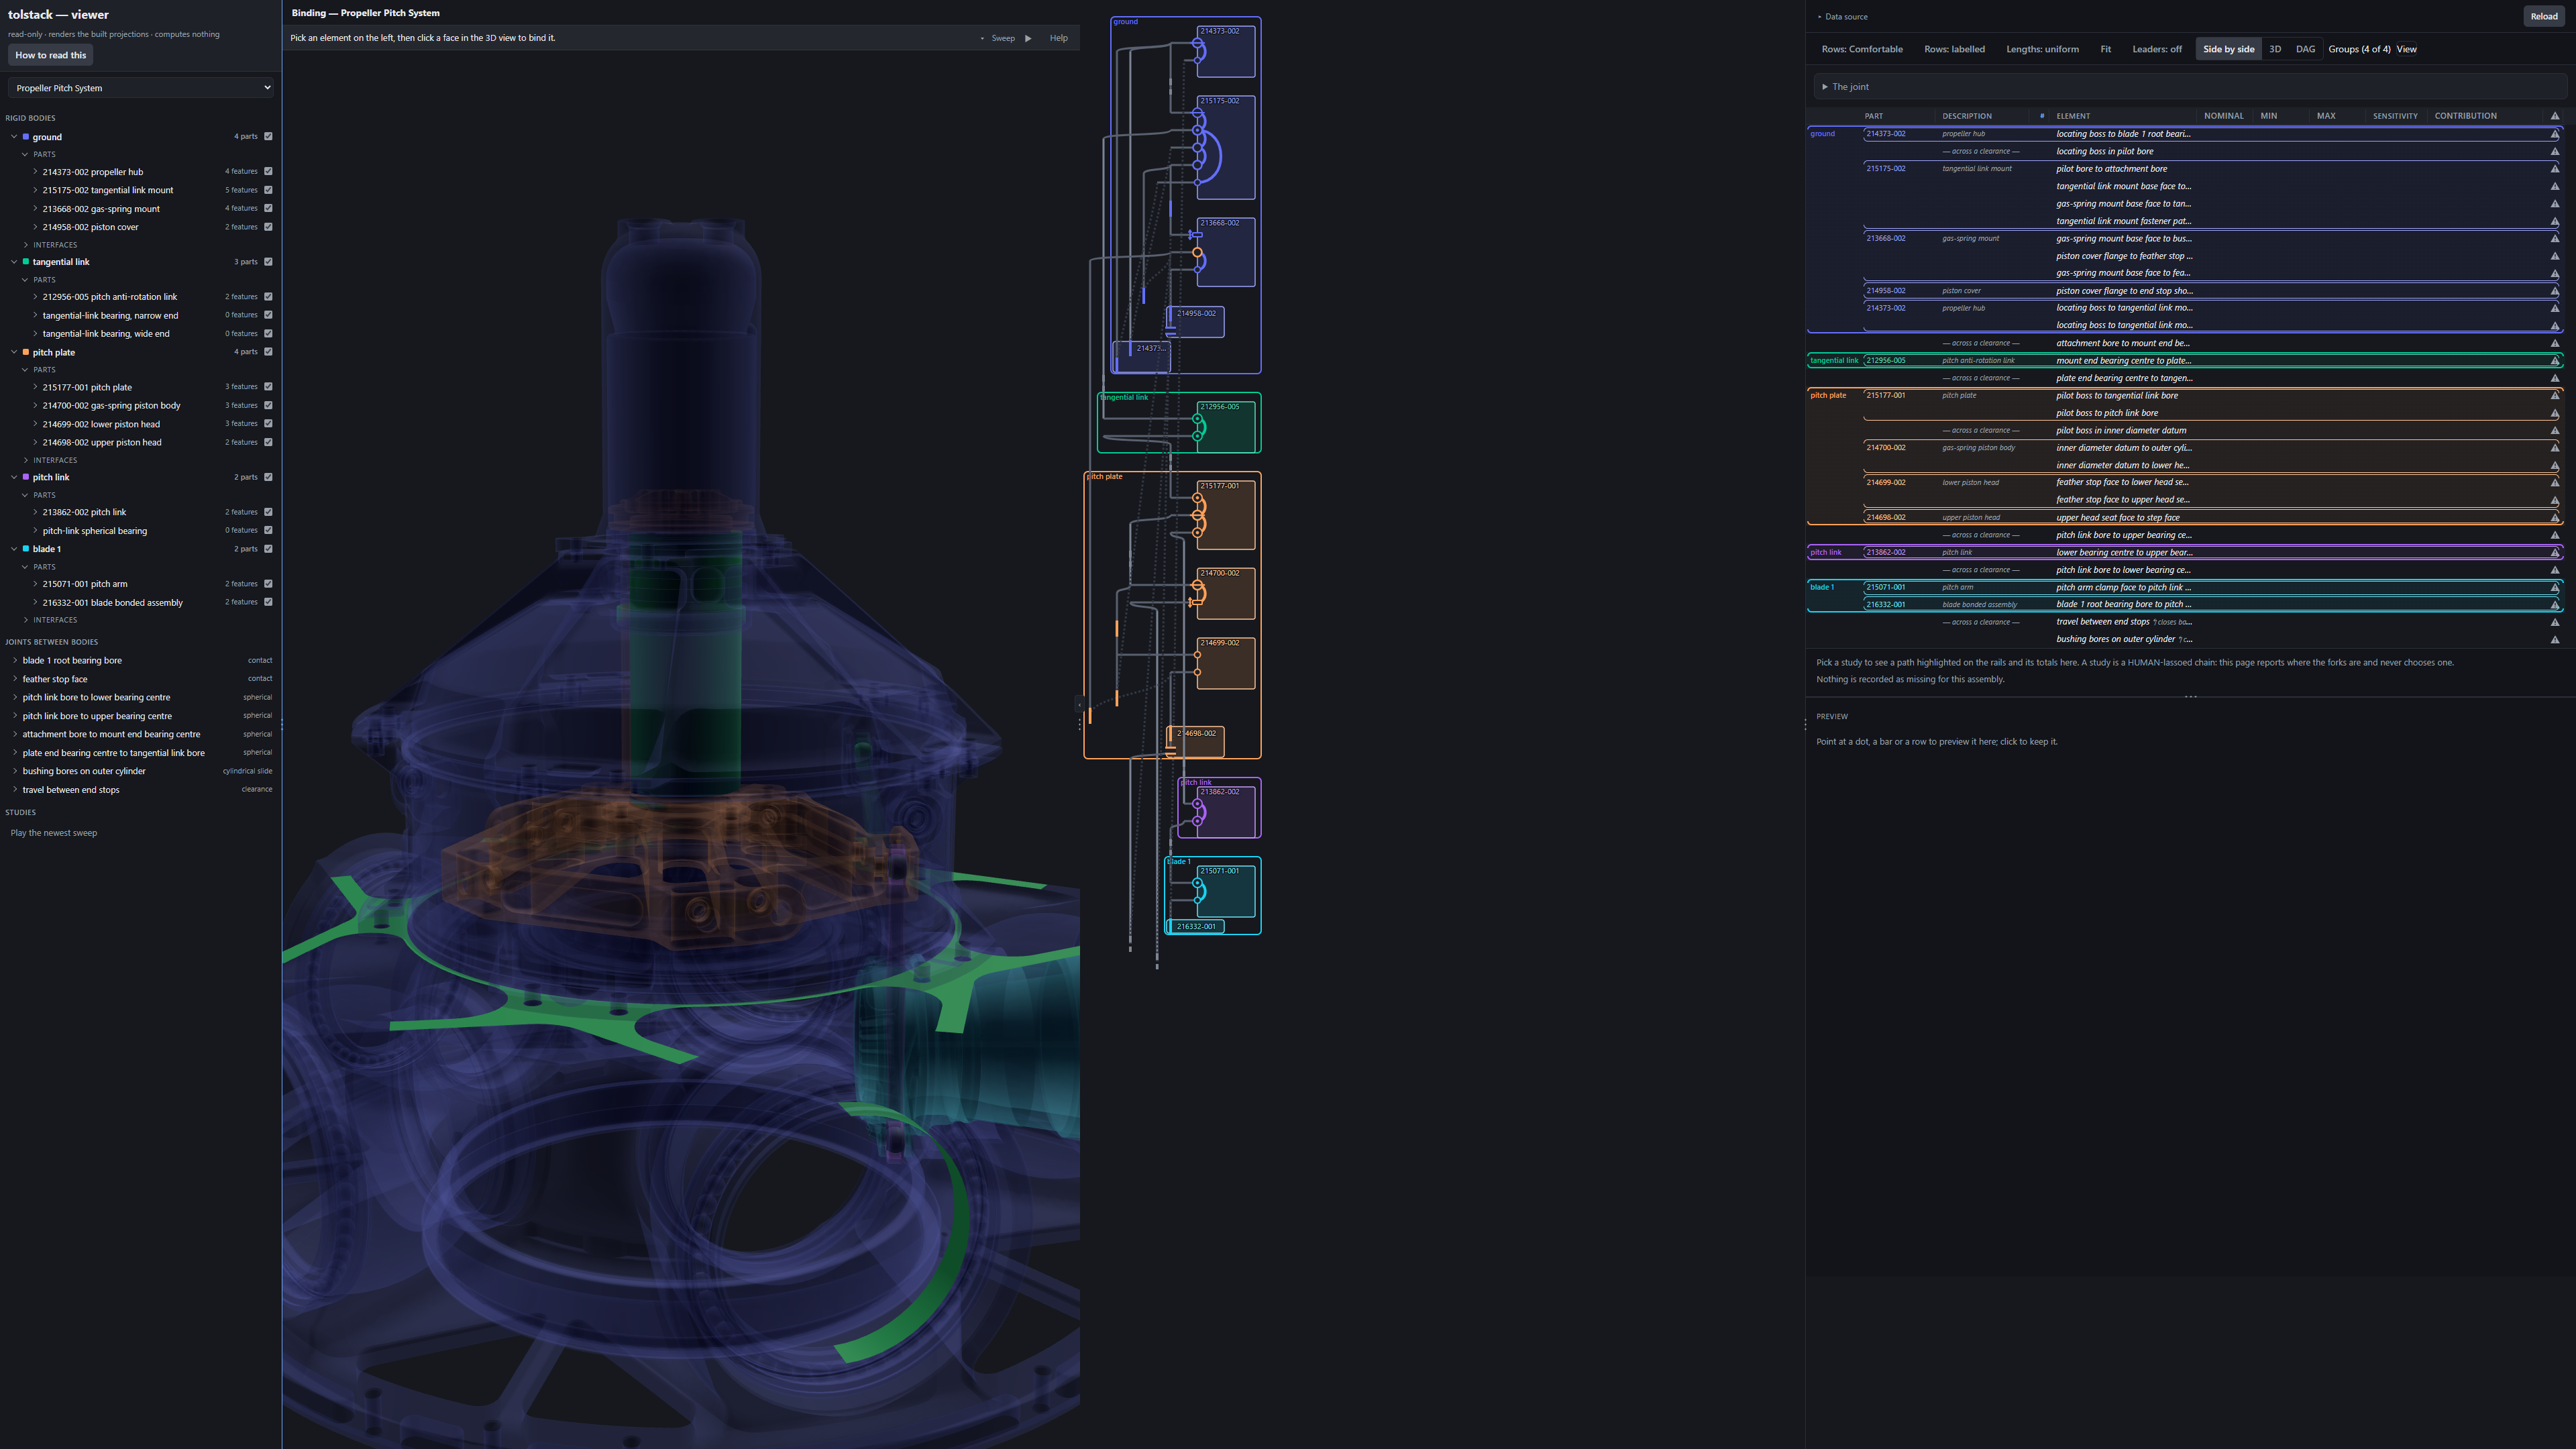 tolstack — viewer
read-only · renders the built projections · computes nothing
How to read this
Propeller Pitch System
RIGID BODIES
ground 4 parts
PARTS
214373-002 propeller hub 4 features
215175-002 tangential link mount 5 features
213668-002 gas-spring mount 4 features
214958-002 piston cover 2 features
INTERFACES
tangential link 3 parts
PARTS
212956-005 pitch anti-rotation link 2 features
tangential-link bearing, narrow end 0 features
tangential-link bearing, wide end 0 features
pitch plate 4 parts
PARTS
215177-001 pitch plate 3 features
214700-002 gas-spring piston body 3 features
214699-002 lower piston head 3 features
214698-002 upper piston head 2 features
INTERFACES
pitch link 2 parts
PARTS
213862-002 pitch link 2 features
pitch-link spherical bearing 0 features
blade 1 2 parts
PARTS
215071-001 pitch arm 2 features
216332-001 blade bonded assembly 2 features
INTERFACES
JOINTS BETWEEN BODIES
blade 1 root bearing bore contact
feather stop face contact
pitch link bore to lower bearing centre spherical
pitch link bore to upper bearing centre spherical
attachment bore to mount end bearing centre spherical
plate end bearing centre to tangential link bore spherical
bushing bores on outer cylinder cylindrical slide
travel between end stops clearance
STUDIES
Play the newest sweep
Binding — Propeller Pitch System
Pick an element on the left, then click a face in the 3D view to bind it.
Sweep Help
ground
214373-002
215175-002
213668-002
214958-002
214373...
tangential link
212956-005
pitch plate
215177-001
214700-002
214699-002
214698-002
pitch link
213862-002
blade 1
215071-001
216332-001
Data source
Reload
Rows: Comfortable Rows: labelled Lengths: uniform Fit Leaders: off Side by side 3D DAG Groups (4 of 4) View
The joint
PART DESCRIPTION # ELEMENT NOMINAL MIN MAX SENSITIVITY CONTRIBUTION
ground 214373-002 propeller hub locating boss to blade 1 root beari...
— across a clearance — locating boss in pilot bore
215175-002 tangential link mount pilot bore to attachment bore
tangential link mount base face to...
gas-spring mount base face to tan...
tangential link mount fastener pat...
213668-002 gas-spring mount gas-spring mount base face to bus...
piston cover flange to feather stop ...
gas-spring mount base face to fea...
214958-002 piston cover piston cover flange to end stop sho...
214373-002 propeller hub locating boss to tangential link mo...
locating boss to tangential link mo...
— across a clearance — attachment bore to mount end be...
tangential link 212956-005 pitch anti-rotation link mount end bearing centre to plate...
— across a clearance — plate end bearing centre to tangen...
pitch plate 215177-001 pitch plate pilot boss to tangential link bore
pilot boss to pitch link bore
— across a clearance — pilot boss in inner diameter datum
214700-002 gas-spring piston body inner diameter datum to outer cyli...
inner diameter datum to lower he...
214699-002 lower piston head feather stop face to lower head se...
feather stop face to upper head se...
214698-002 upper piston head upper head seat face to step face
— across a clearance — pitch link bore to upper bearing ce...
pitch link 213862-002 pitch link lower bearing centre to upper bear...
— across a clearance — pitch link bore to lower bearing ce...
blade 1 215071-001 pitch arm pitch arm clamp face to pitch link ...
216332-001 blade bonded assembly blade 1 root bearing bore to pitch ...
— across a clearance — travel between end stops closes ba...
bushing bores on outer cylinder
Pick a study to see a path highlighted on the rails and its totals here. A study is a HUMAN-lassoed chain: this page reports where the forks are and never chooses one.
Nothing is recorded as missing for this assembly.
PREVIEW
Point at a dot, a bar or a row to preview it here; click to keep it.